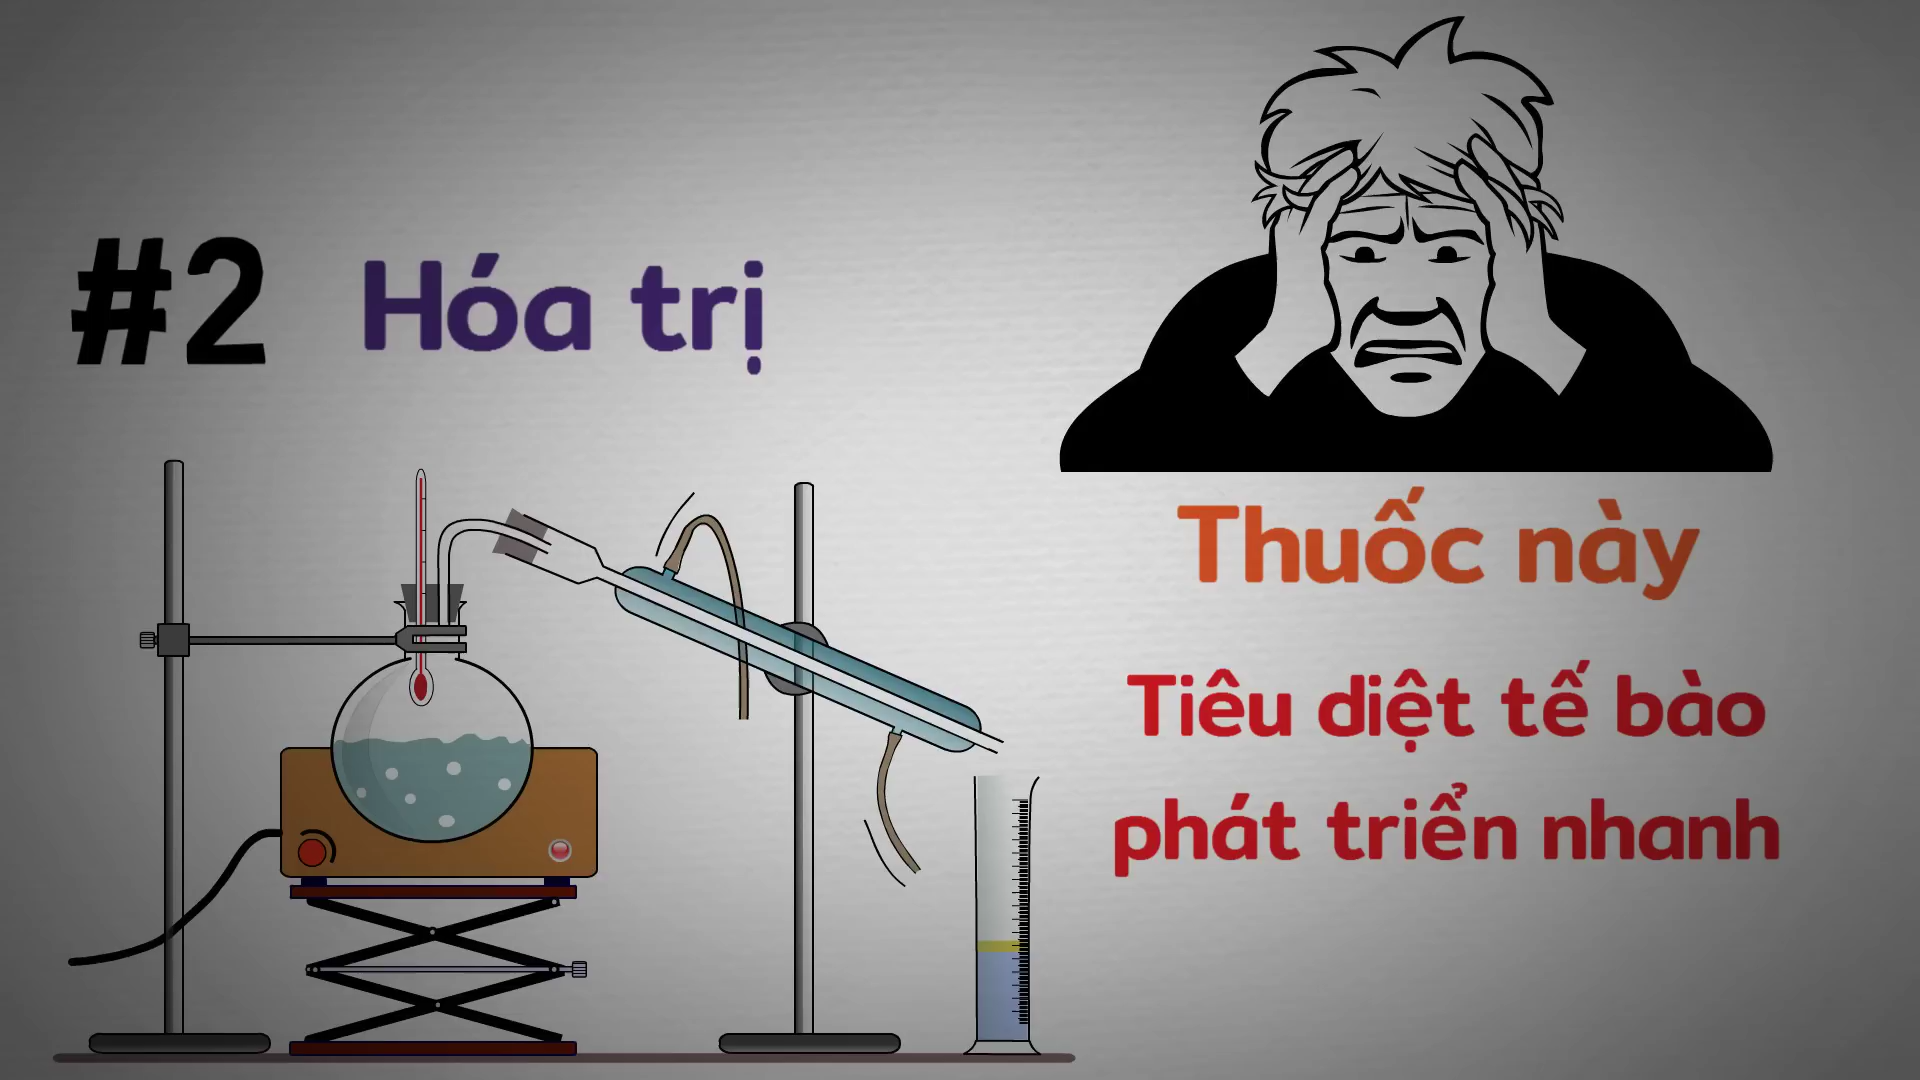 #2 Hóa trị
Thuốc này
Tiêu diệt tế bào
phát triển nhanh